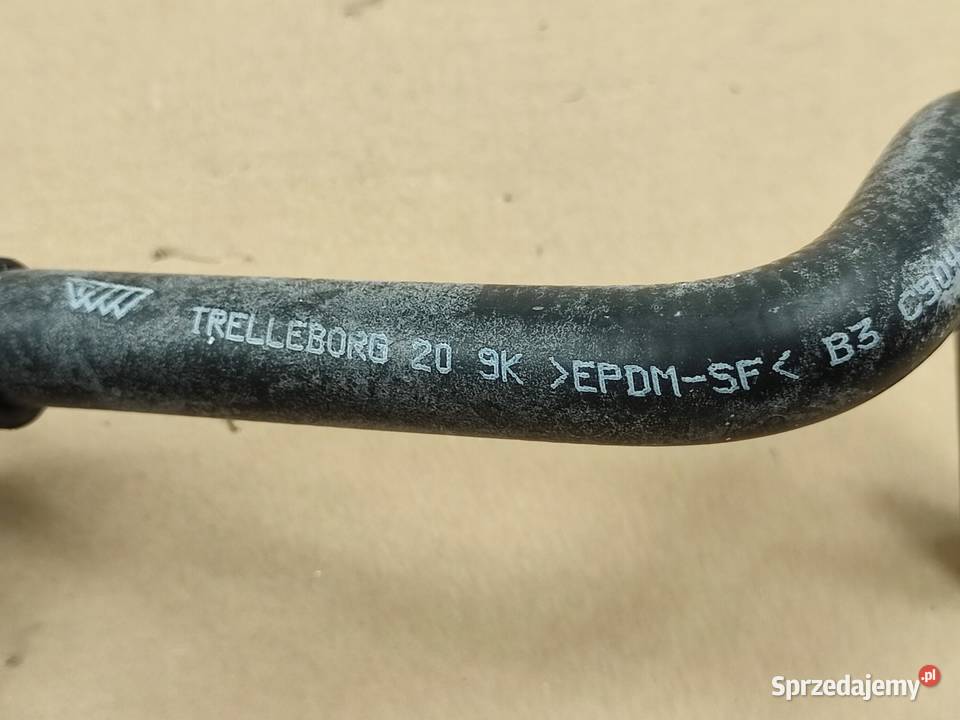 TRELLEBORG 20 9K >EPDM-SF< B3
Sprzedajemy.pl